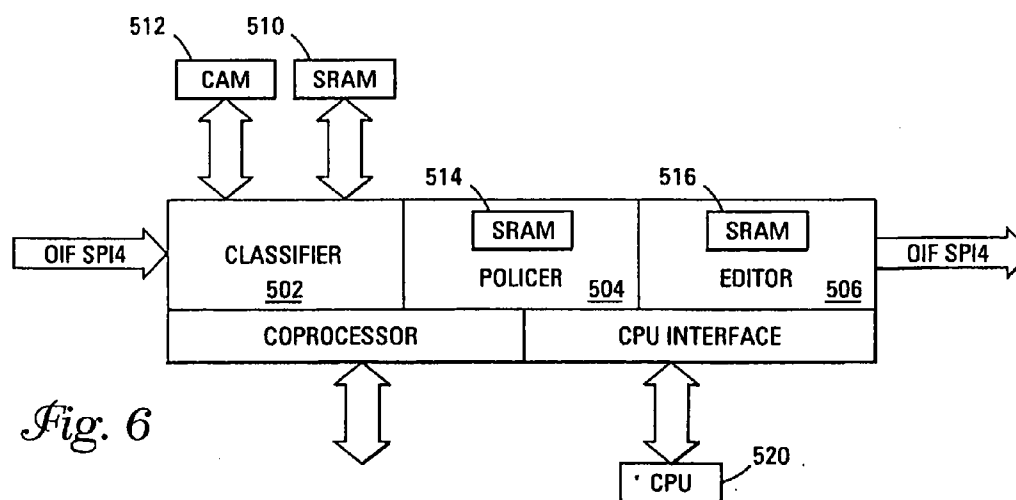 512
510
CAM
SRAM
514
516
SRAM
SRAM
OIF SPI4
CLASSIFIER
502
POLICER
504
EDITOR
506
OIF SPI4
COPROCESSOR
CPU INTERFACE
Fig. 6
CPU
520